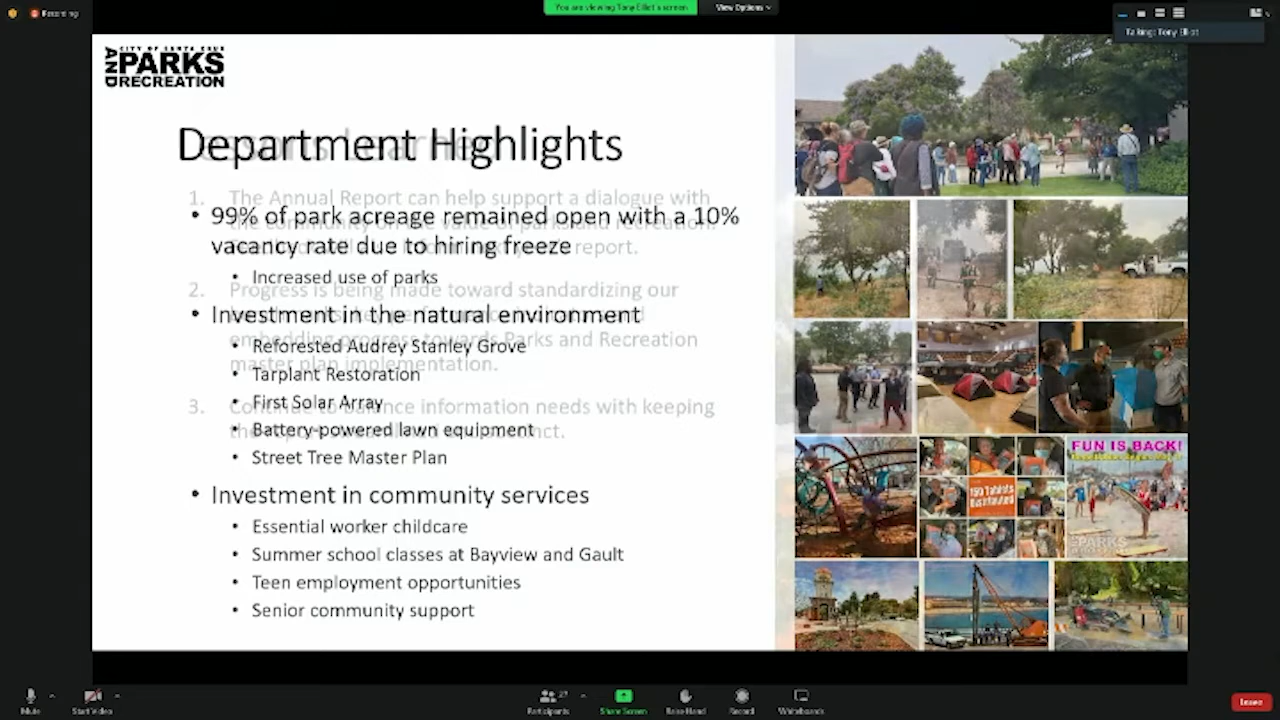 Recording
You are viewing Tony Elliot's screen
View Options
Talking: Tony Elliot
CITY OF SANTA CRUZ
PARKS
AND
RECREATION
Department Highlights
• 99% of park acreage remained open with a 10%
vacancy rate due to hiring freeze
• Increased use of parks
• Investment in the natural environment
• Reforested Audrey Stanley Grove
• Tarplant Restoration
• First Solar Array
• Battery-powered lawn equipment
• Street Tree Master Plan
• Investment in community services
• Essential worker childcare
• Summer school classes at Bayview and Gault
• Teen employment opportunities
• Senior community support
1. The Annual Report can help support a dialogue with
the community on the value of parks and recreation.
report.
2. Progress is being made toward standardizing our
embedding progress towards Parks and Recreation
master plan implementation.
3. Continue to balance information needs with keeping
FUN IS BACK!
150 Tablets
PARKS
Mute
Start Video
Participants
27
Share Screen
Raise Hand
Record
Whiteboards
Leave